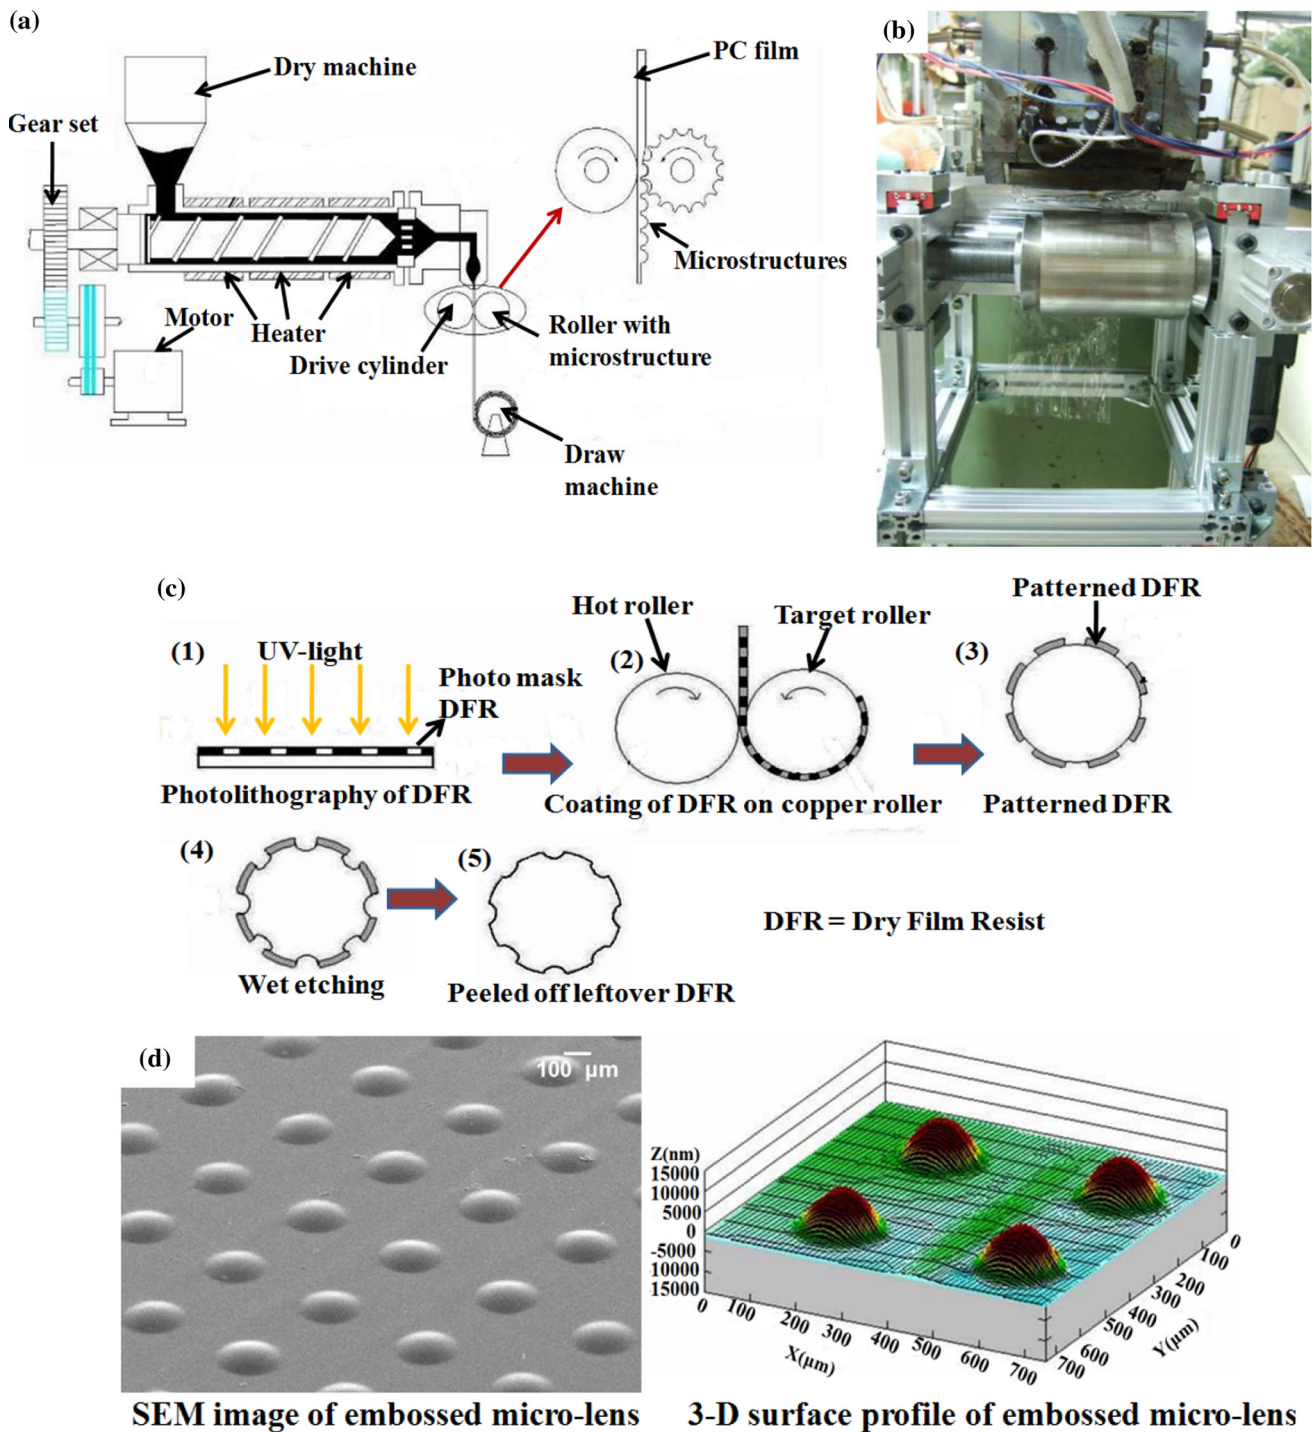 (a)
Dry machine
Gear set
Motor
Heater
Drive cylinder
Roller with
microstructure
Draw
machine
PC film
Microstructures
(b)
(c)
(1)
UV-light
Photo mask
DFR
Photolithography of DFR
(2)
Hot roller
Target roller
Coating of DFR on copper roller
(3)
Patterned DFR
Patterned DFR
(4)
Wet etching
(5)
Peeled off leftover DFR
DFR = Dry Film Resist
(d)
100 μm
SEM image of embossed micro-lens
Z(nm)
15000
10000
5000
0
-5000
10000
15000
0
100
200
300
400
500
600
700
X(μm)
0
100
200
300
400
500
600
700
Y(μm)
3-D surface profile of embossed micro-lens